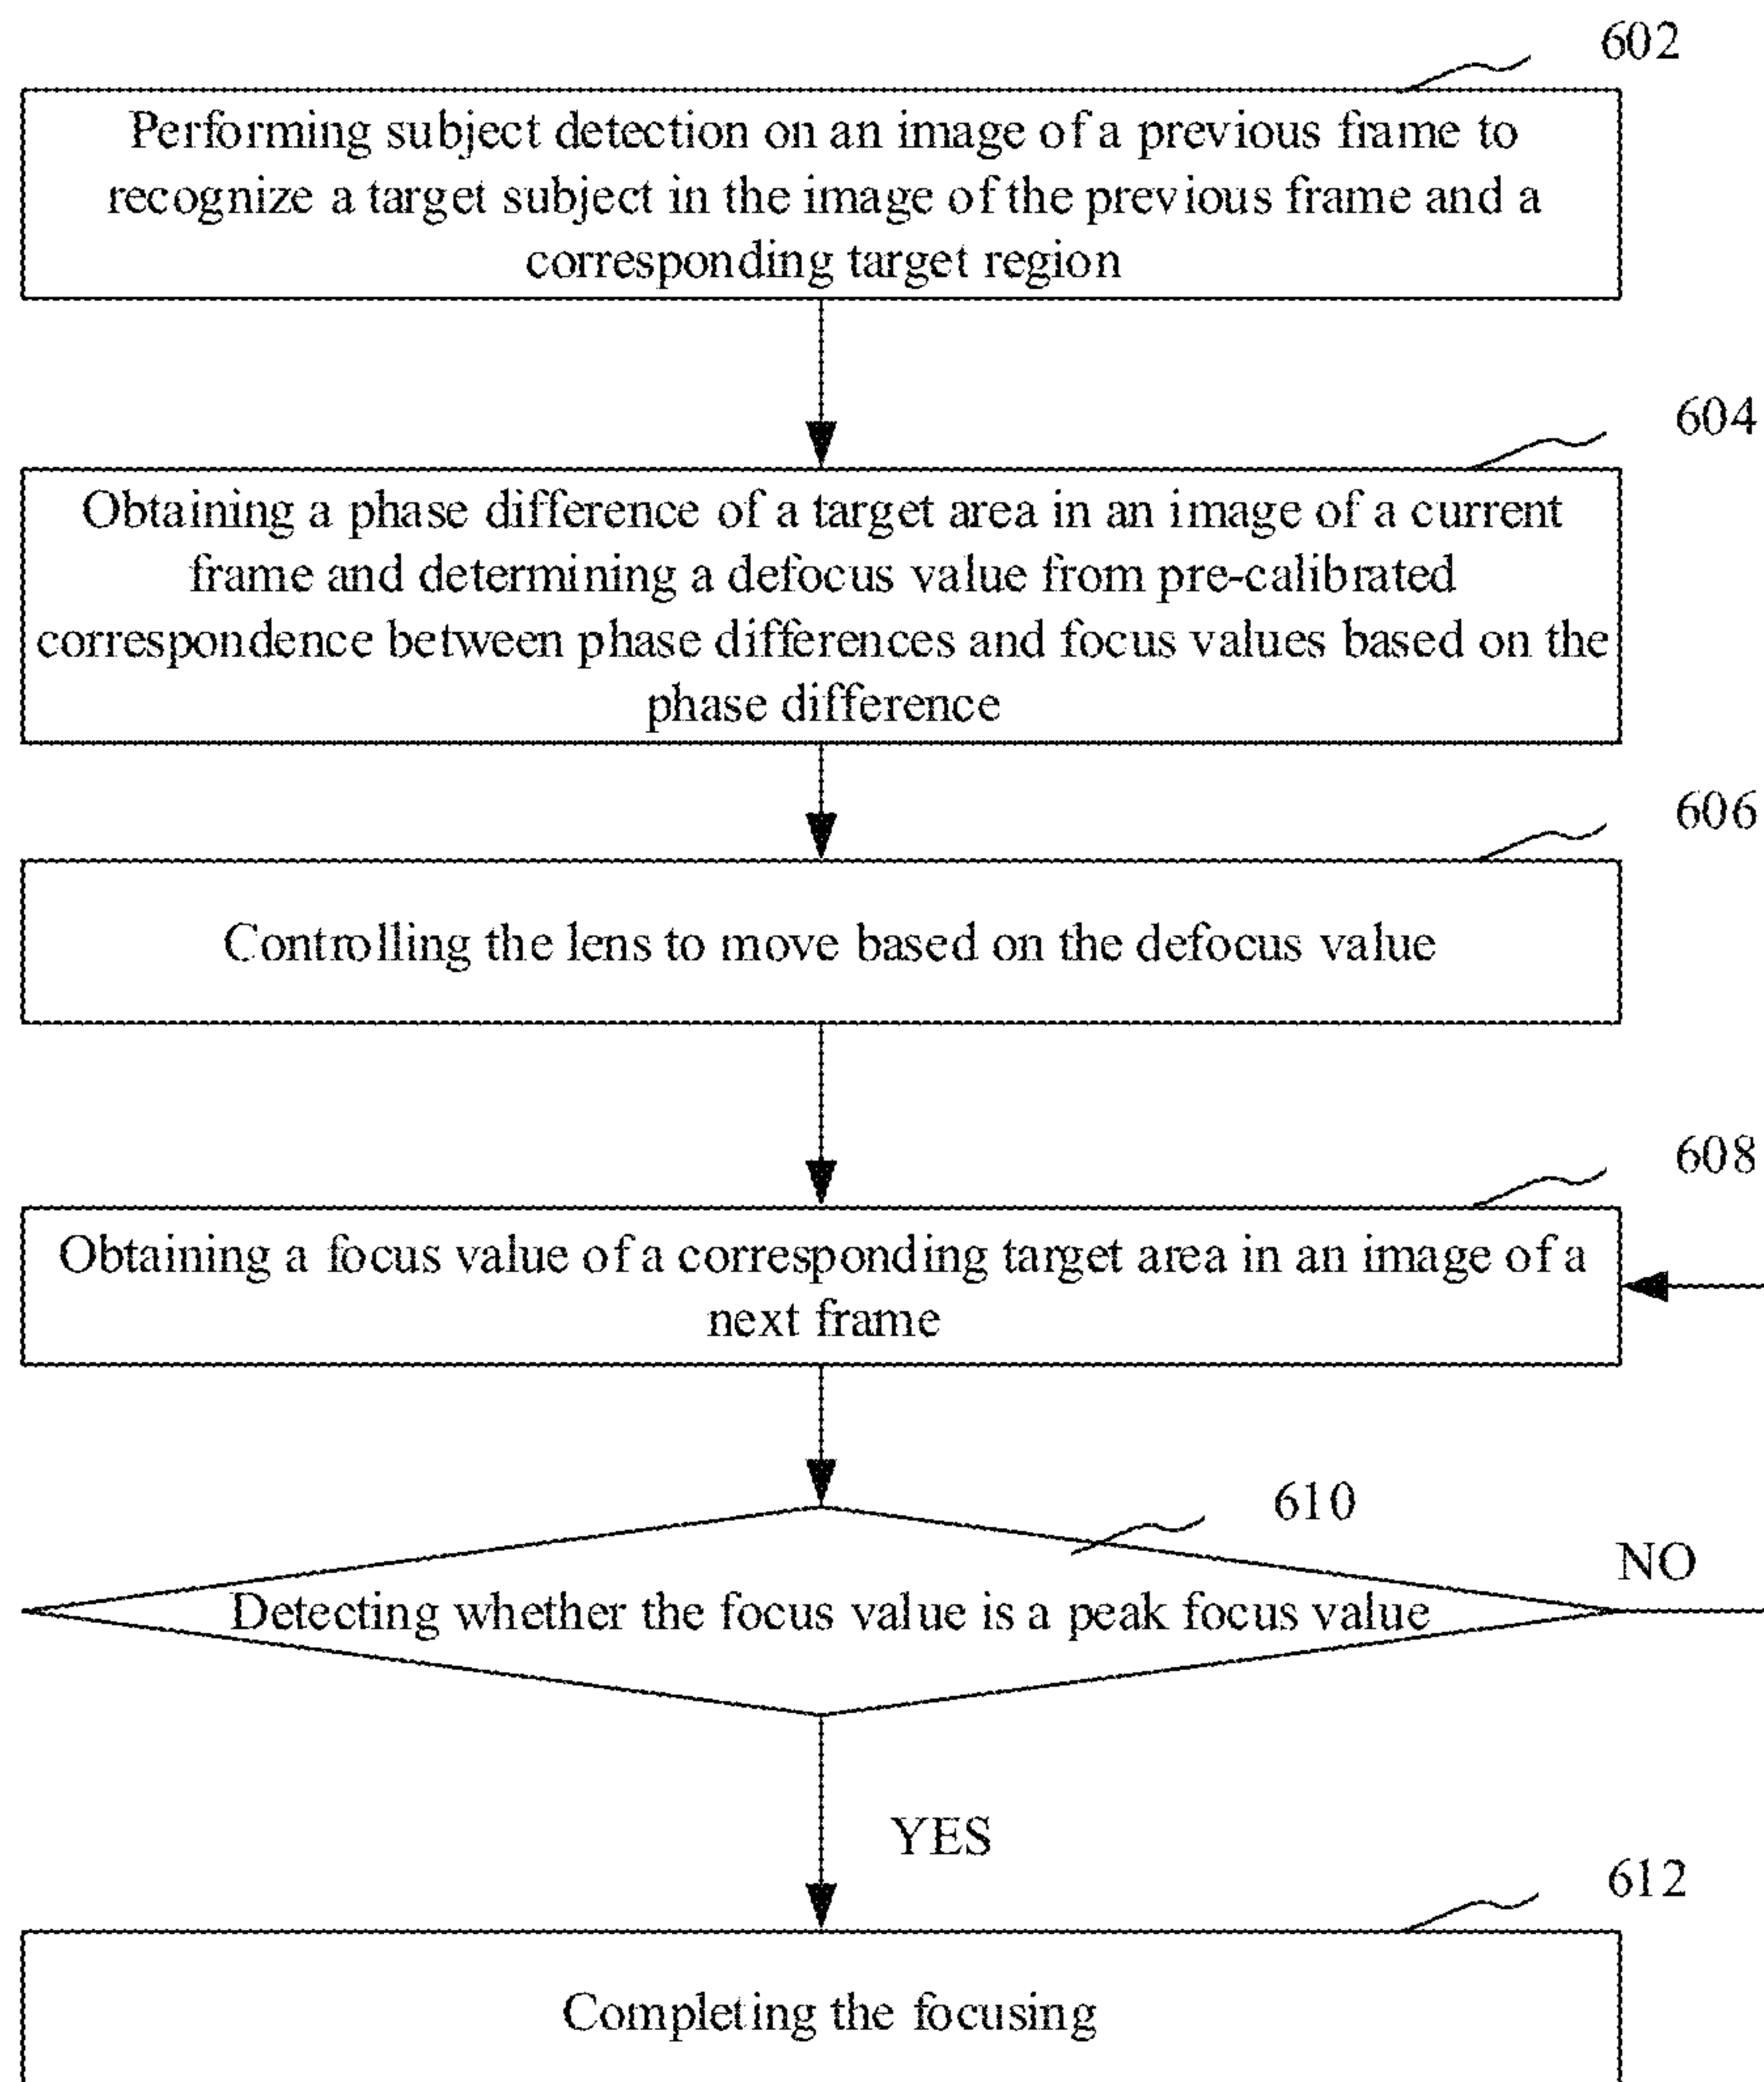 602
Performing subject detection on an image of a previous frame to
recognize a target subject in the image of the previous frame and a
corresponding target region
604
Obtaining a phase difference of a target area in an image of a current
frame and determining a defocus value from pre-calibrated
correspondence between phase differences and focus values based on the
phase difference
606
Controlling the lens to move based on the defocus value
608
Obtaining a focus value of a corresponding target area in an image of a
next frame
610
NO
Detecting whether the focus value is a peak focus value
YES
612
Completing the focusing